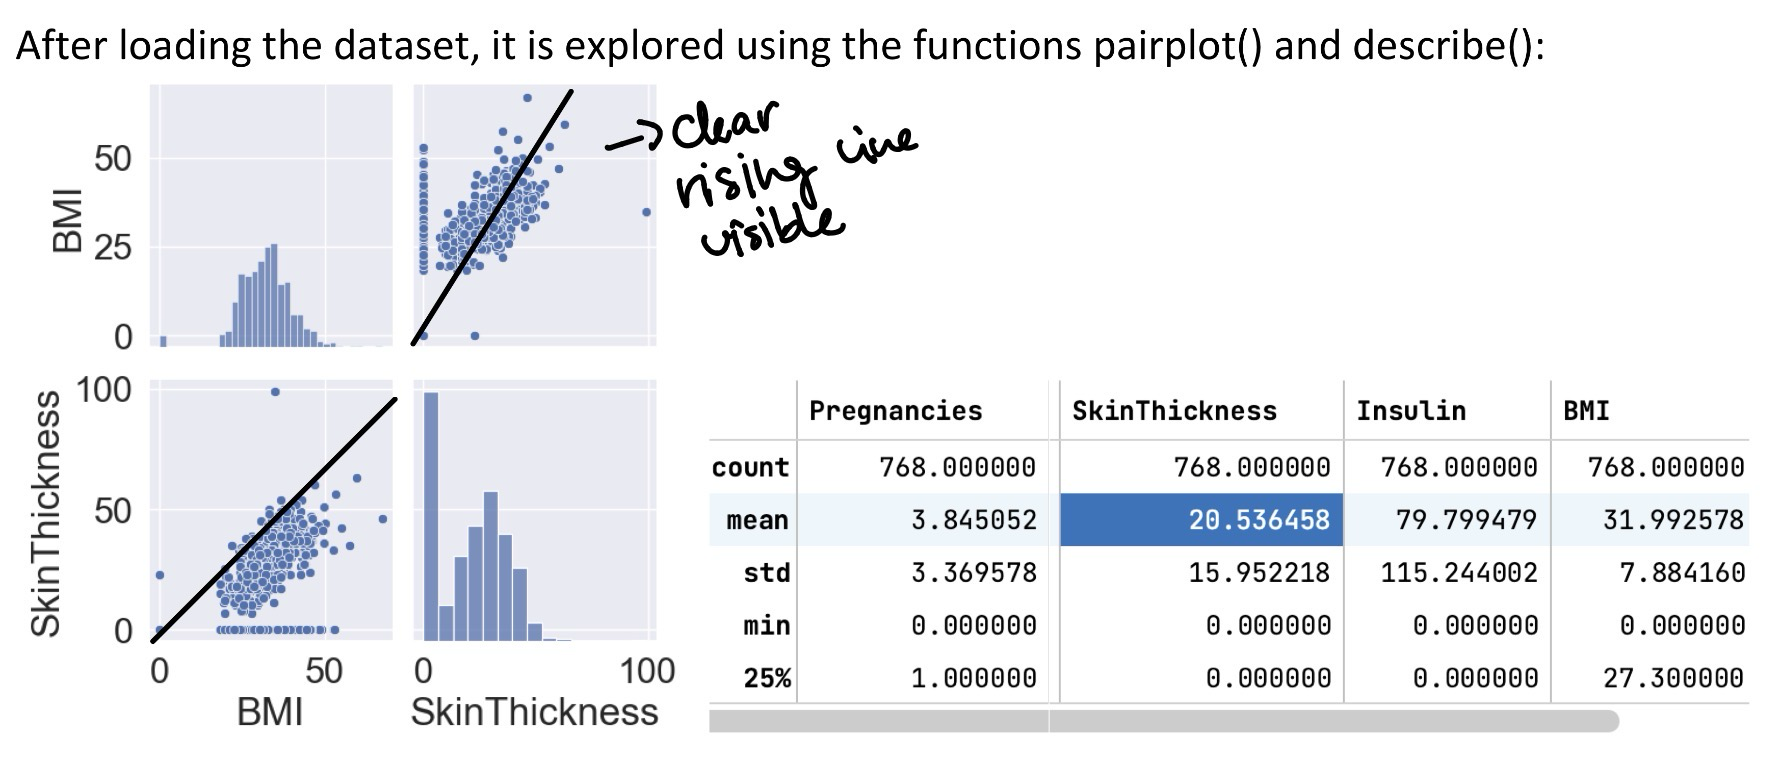 After loading the dataset, it is explored using the functions pairplot() and describe():
50
25
0
BMI
→ clear
rising line
visible
100
50
0
SkinThickness
0 50
BMI
0 100
SkinThickness
Pregnancies SkinThickness Insulin BMI
count 768.000000 768.000000 768.000000 768.000000
mean 3.845052 20.536458 79.799479 31.992578
std 3.369578 15.952218 115.244002 7.884160
min 0.000000 0.000000 0.000000 0.000000
25% 1.000000 0.000000 0.000000 27.300000